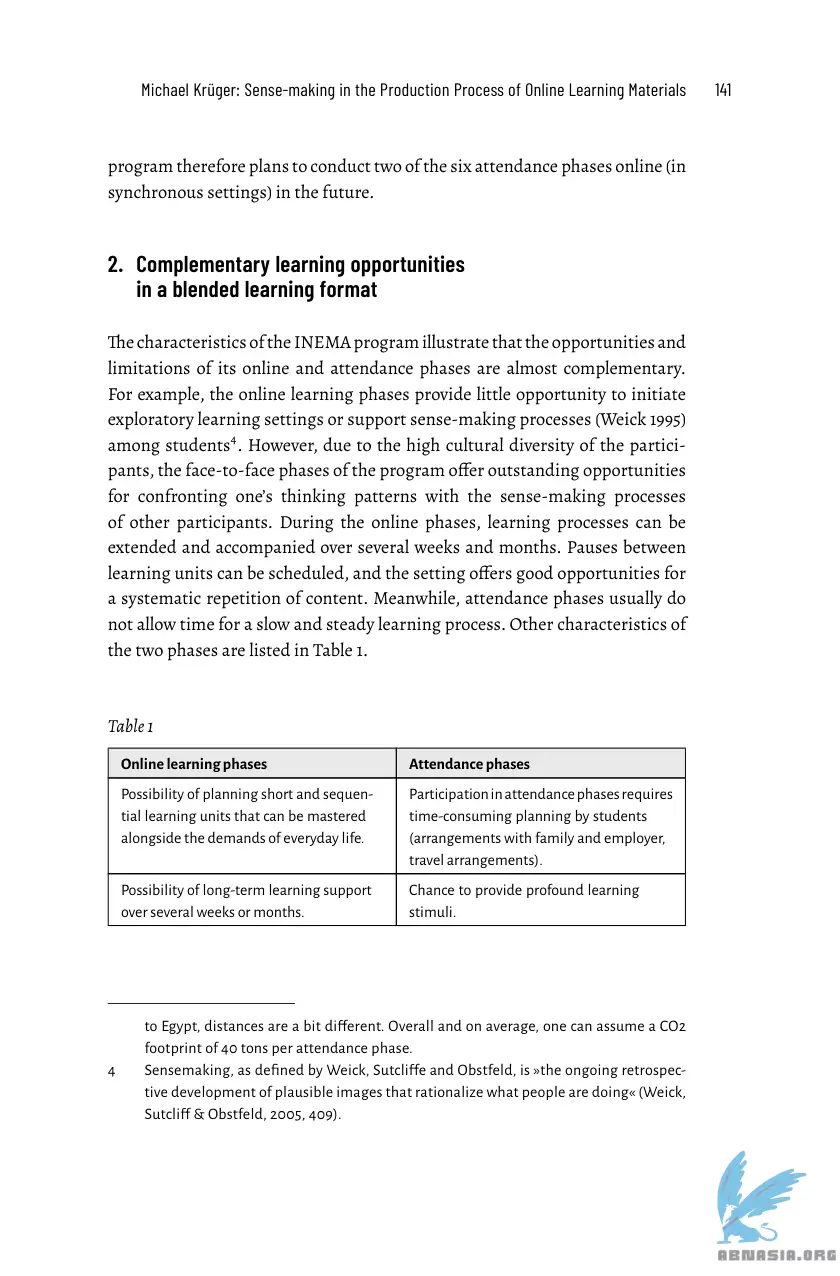 Michael Krüger: Sense-making in the Production Process of Online Learning Materials 141
program therefore plans to conduct two of the six attendance phases online (in
synchronous settings) in the future.
2. Complementary learning opportunities
in a blended learning format
The characteristics of the INEMA program illustrate that the opportunities and
limitations of its online and attendance phases are almost complementary.
For example, the online learning phases provide little opportunity to initiate
exploratory learning settings or support sense-making processes (Weick 1995)
among students⁴. However, due to the high cultural diversity of the partici-
pants, the face-to-face phases of the program offer outstanding opportunities
for confronting one’s thinking patterns with the sense-making processes
of other participants. During the online phases, learning processes can be
extended and accompanied over several weeks and months. Pauses between
learning units can be scheduled, and the setting offers good opportunities for
a systematic repetition of content. Meanwhile, attendance phases usually do
not allow time for a slow and steady learning process. Other characteristics of
the two phases are listed in Table 1.
Table 1
Online learning phases
Attendance phases
Possibility of planning short and sequen-
tial learning units that can be mastered
alongside the demands of everyday life.
Participation in attendance phases requires
time-consuming planning by students
(arrangements with family and employer,
travel arrangements).
Possibility of long-term learning support
over several weeks or months.
Chance to provide profound learning
stimuli.
to Egypt, distances are a bit different. Overall and on average, one can assume a CO2
footprint of 40 tons per attendance phase.
4 Sensemaking, as defined by Weick, Sutcliffe and Obstfeld, is »the ongoing retrospec-
tive development of plausible images that rationalize what people are doing« (Weick,
Sutcliff & Obstfeld, 2005, 409).
ABNASIA.ORG